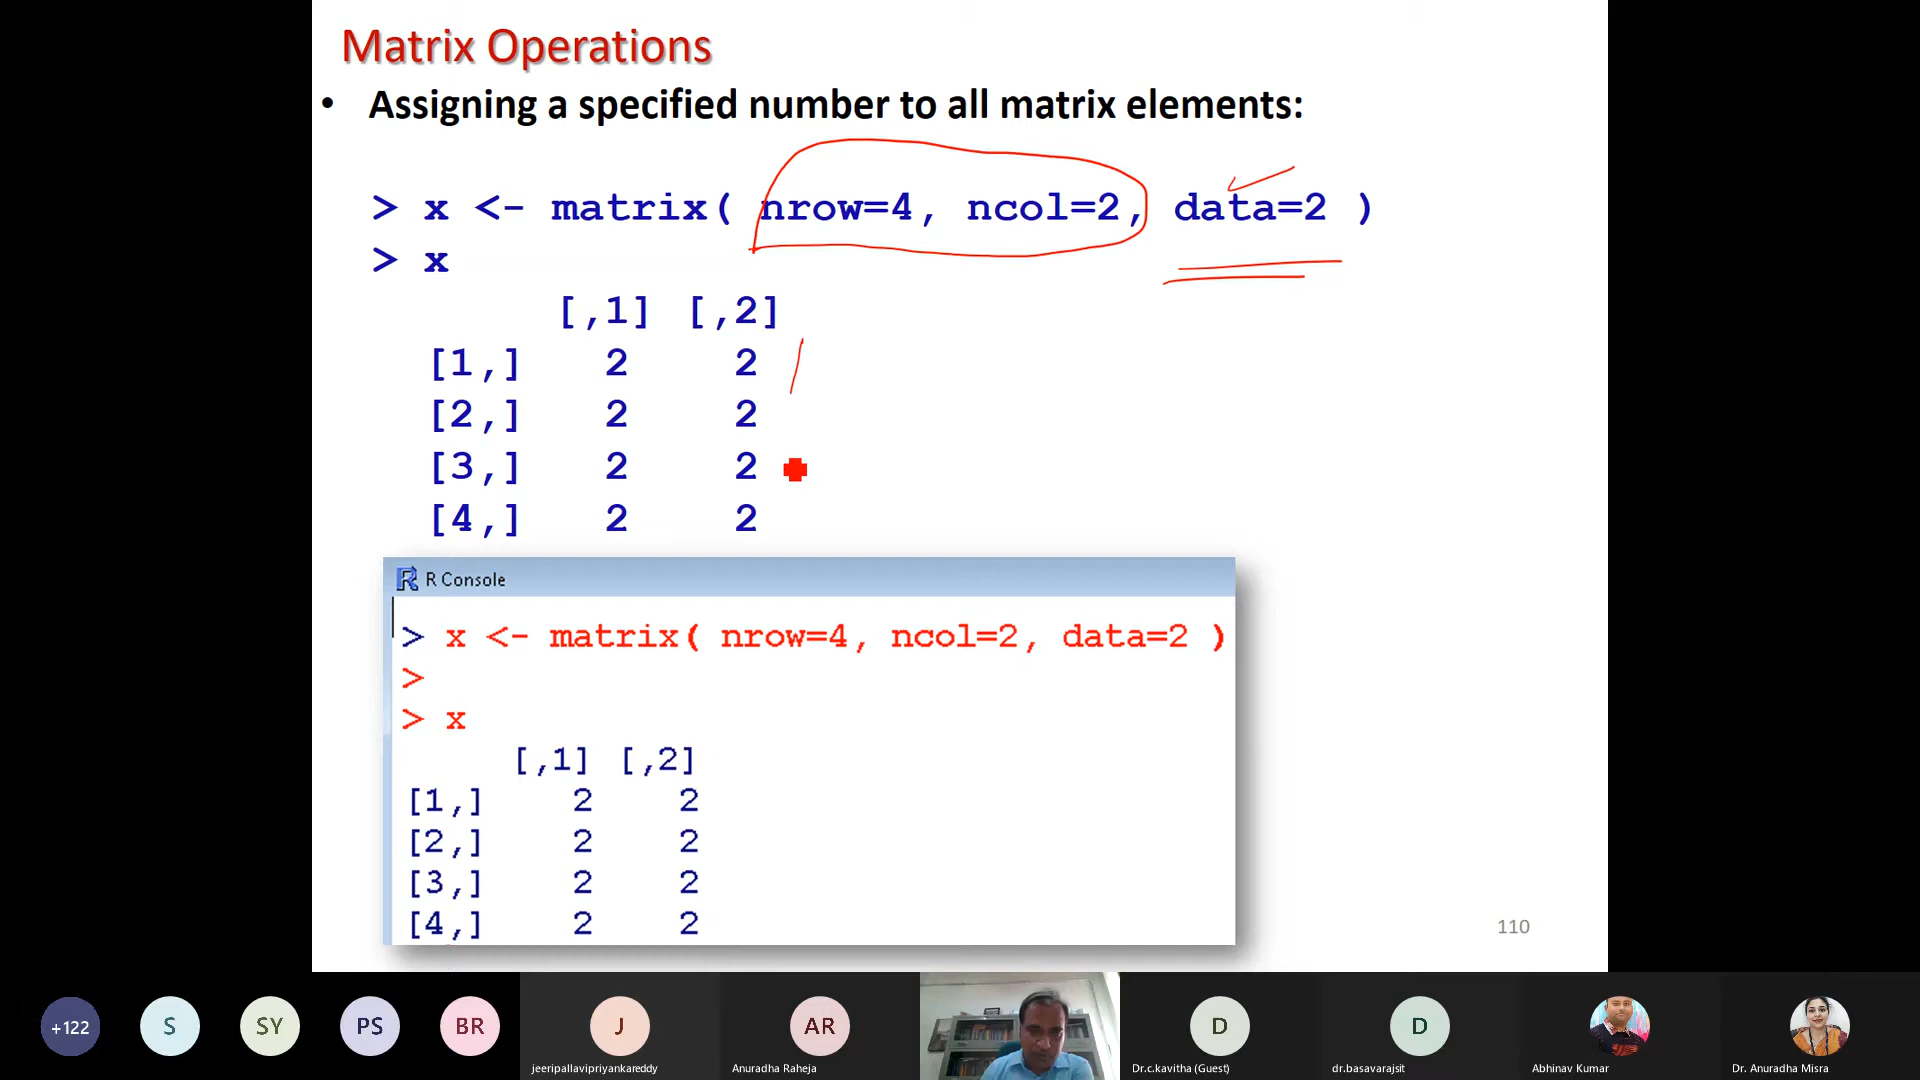 Matrix Operations
• Assigning a specified number to all matrix elements:
> x <- matrix( nrow=4, ncol=2, data=2 )
> x
[,1] [,2]
[1,] 2 2
[2,] 2 2
[3,] 2 2
[4,] 2 2
R Console
> x <- matrix( nrow=4, ncol=2, data=2 )
>
> x
[,1] [,2]
[1,] 2 2
[2,] 2 2
[3,] 2 2
[4,] 2 2
110
+122 S SY PS BR J AR D D
jeeripallavipriyankareddy Anuradha Raheja Dr.c.kavitha (Guest) dr.basavarajsit Abhinav Kumar Dr. Anuradha Misra